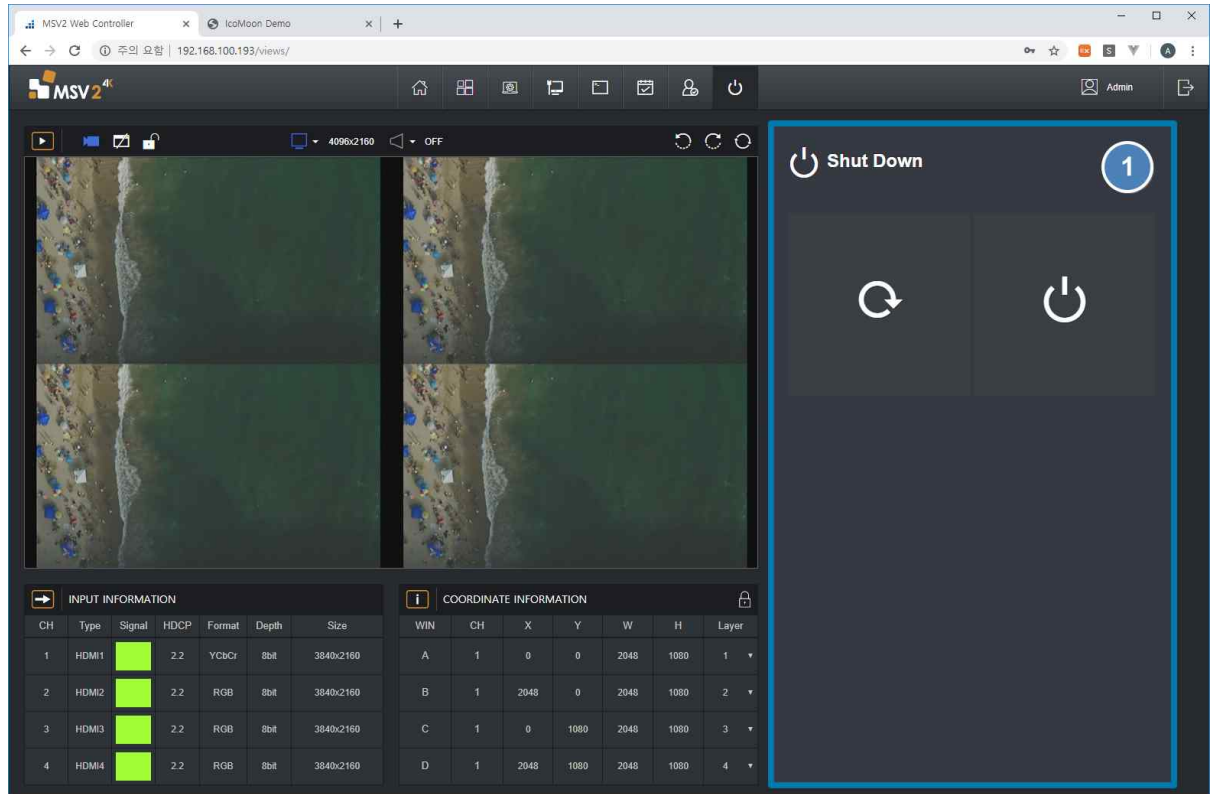 MSV2 Web Controller
IcoMoon Demo
주의 요함 | 192.168.100.193/views/
S
A
MSV2 4K
Admin
4096x2160
OFF
Shut Down
1
INPUT INFORMATION
CH Type Signal HDCP Format Depth Size
1 HDMI1 2.2 YCbCr 8bit 3840x2160
2 HDMI2 2.2 RGB 8bit 3840x2160
3 HDMI3 2.2 RGB 8bit 3840x2160
4 HDMI4 2.2 RGB 8bit 3840x2160
i COORDINATE INFORMATION
WIN CH X Y W H Layer
A 1 0 0 2048 1080 1
B 1 2048 0 2048 1080 2
C 1 0 1080 2048 1080 3
D 1 2048 1080 2048 1080 4